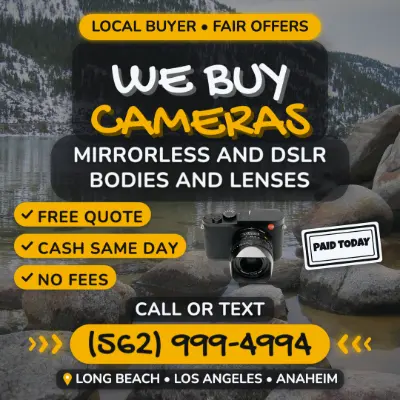 LOCAL BUYER • FAIR OFFERS
WE BUY
CAMERAS
MIRRORLESS AND DSLR
BODIES AND LENSES
FREE QUOTE
CASH SAME DAY
NO FEES
PAID TODAY
CALL OR TEXT
(562) 999-4994
LONG BEACH • LOS ANGELES • ANAHEIM